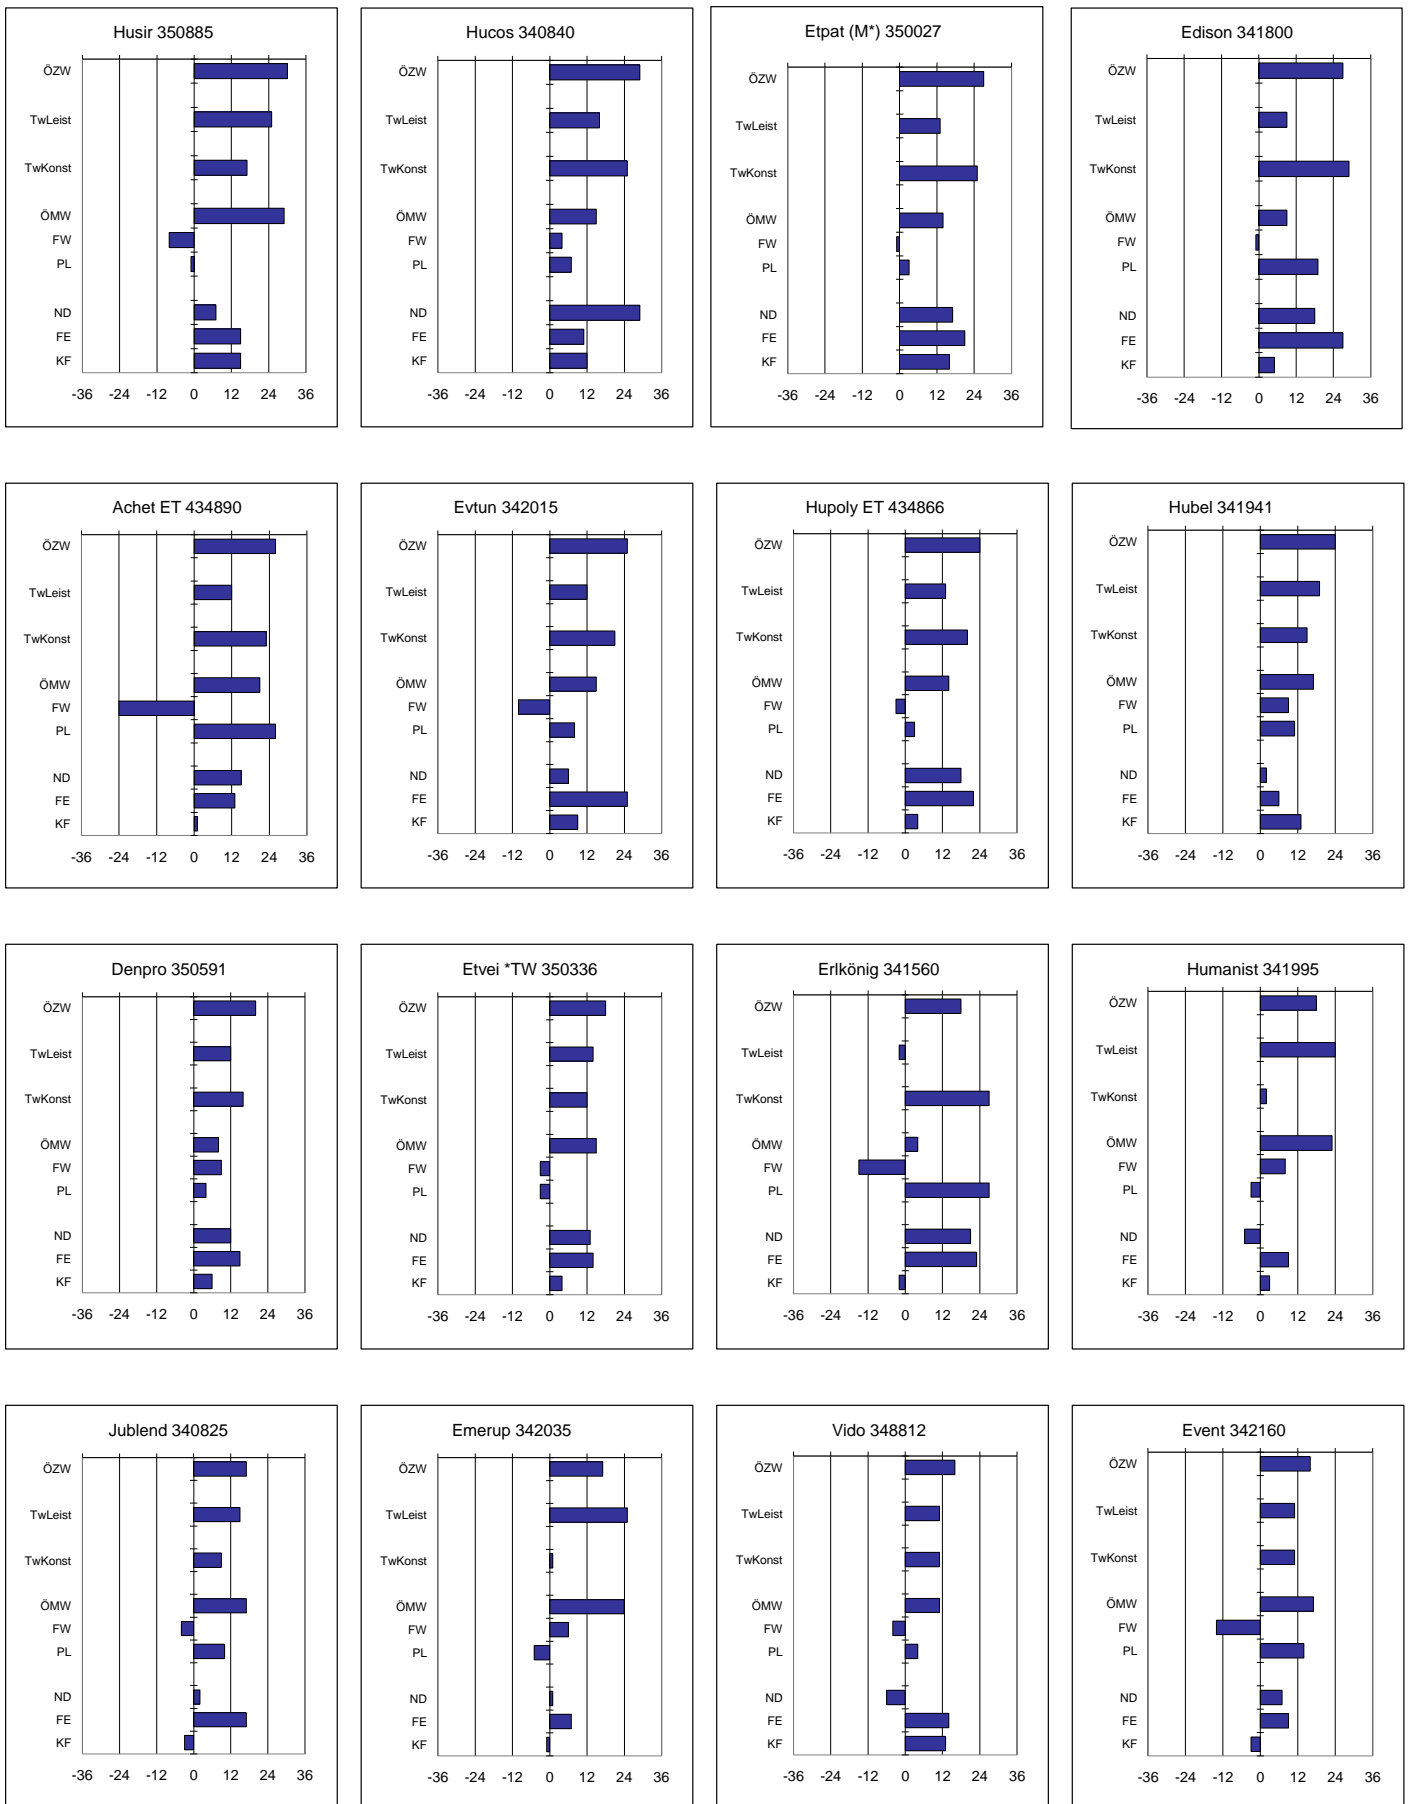 Husir 350885
ÖZW
TwLeist
TwKonst
ÖMW
FW
PL
ND
FE
KF
-36 -24 -12 0 12 24 36
Hucos 340840
ÖZW
TwLeist
TwKonst
ÖMW
FW
PL
ND
FE
KF
-36 -24 -12 0 12 24 36
Etpat (M*) 350027
ÖZW
TwLeist
TwKonst
ÖMW
FW
PL
ND
FE
KF
-36 -24 -12 0 12 24 36
Edison 341800
ÖZW
TwLeist
TwKonst
ÖMW
FW
PL
ND
FE
KF
-36 -24 -12 0 12 24 36
Achet ET 434890
ÖZW
TwLeist
TwKonst
ÖMW
FW
PL
ND
FE
KF
-36 -24 -12 0 12 24 36
Evtun 342015
ÖZW
TwLeist
TwKonst
ÖMW
FW
PL
ND
FE
KF
-36 -24 -12 0 12 24 36
Hupoly ET 434866
ÖZW
TwLeist
TwKonst
ÖMW
FW
PL
ND
FE
KF
-36 -24 -12 0 12 24 36
Hubel 341941
ÖZW
TwLeist
TwKonst
ÖMW
FW
PL
ND
FE
KF
-36 -24 -12 0 12 24 36
Denpro 350591
ÖZW
TwLeist
TwKonst
ÖMW
FW
PL
ND
FE
KF
-36 -24 -12 0 12 24 36
Etvei *TW 350336
ÖZW
TwLeist
TwKonst
ÖMW
FW
PL
ND
FE
KF
-36 -24 -12 0 12 24 36
Erlkönig 341560
ÖZW
TwLeist
TwKonst
ÖMW
FW
PL
ND
FE
KF
-36 -24 -12 0 12 24 36
Humanist 341995
ÖZW
TwLeist
TwKonst
ÖMW
FW
PL
ND
FE
KF
-36 -24 -12 0 12 24 36
Jublend 340825
ÖZW
TwLeist
TwKonst
ÖMW
FW
PL
ND
FE
KF
-36 -24 -12 0 12 24 36
Emerup 342035
ÖZW
TwLeist
TwKonst
ÖMW
FW
PL
ND
FE
KF
-36 -24 -12 0 12 24 36
Vido 348812
ÖZW
TwLeist
TwKonst
ÖMW
FW
PL
ND
FE
KF
-36 -24 -12 0 12 24 36
Event 342160
ÖZW
TwLeist
TwKonst
ÖMW
FW
PL
ND
FE
KF
-36 -24 -12 0 12 24 36